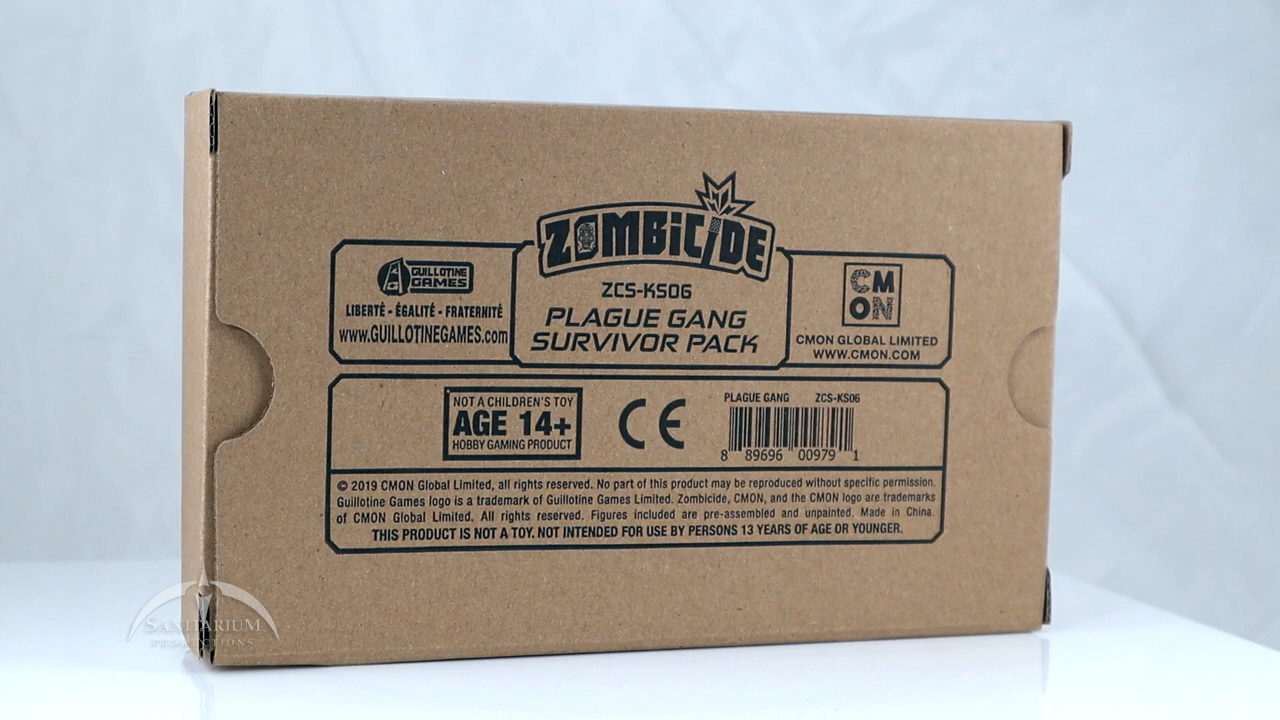 ZOMBiCiDE
GUILLOTINE
GAMES
LIBERTÉ - ÉGALITÉ - FRATERNITÉ
www.GUILLOTINEGAMES.com
ZCS-KS06
PLAGUE GANG
SURVIVOR PACK
CM
ON
CMON GLOBAL LIMITED
WWW.CMON.COM
NOT A CHILDREN'S TOY
AGE 14+
HOBBY GAMING PRODUCT
CE
PLAGUE GANG ZCS-KS06
8 89696 00979 1
© 2019 CMON Global Limited, all rights reserved. No part of this product may be reproduced without specific permission.
Guillotine Games logo is a trademark of Guillotine Games Limited. Zombicide, CMON, and the CMON logo are trademarks
of CMON Global Limited. All rights reserved. Figures included are pre-assembled and unpainted. Made in China.
THIS PRODUCT IS NOT A TOY. NOT INTENDED FOR USE BY PERSONS 13 YEARS OF AGE OR YOUNGER.
SANITARIUM
PRODUCTIONS